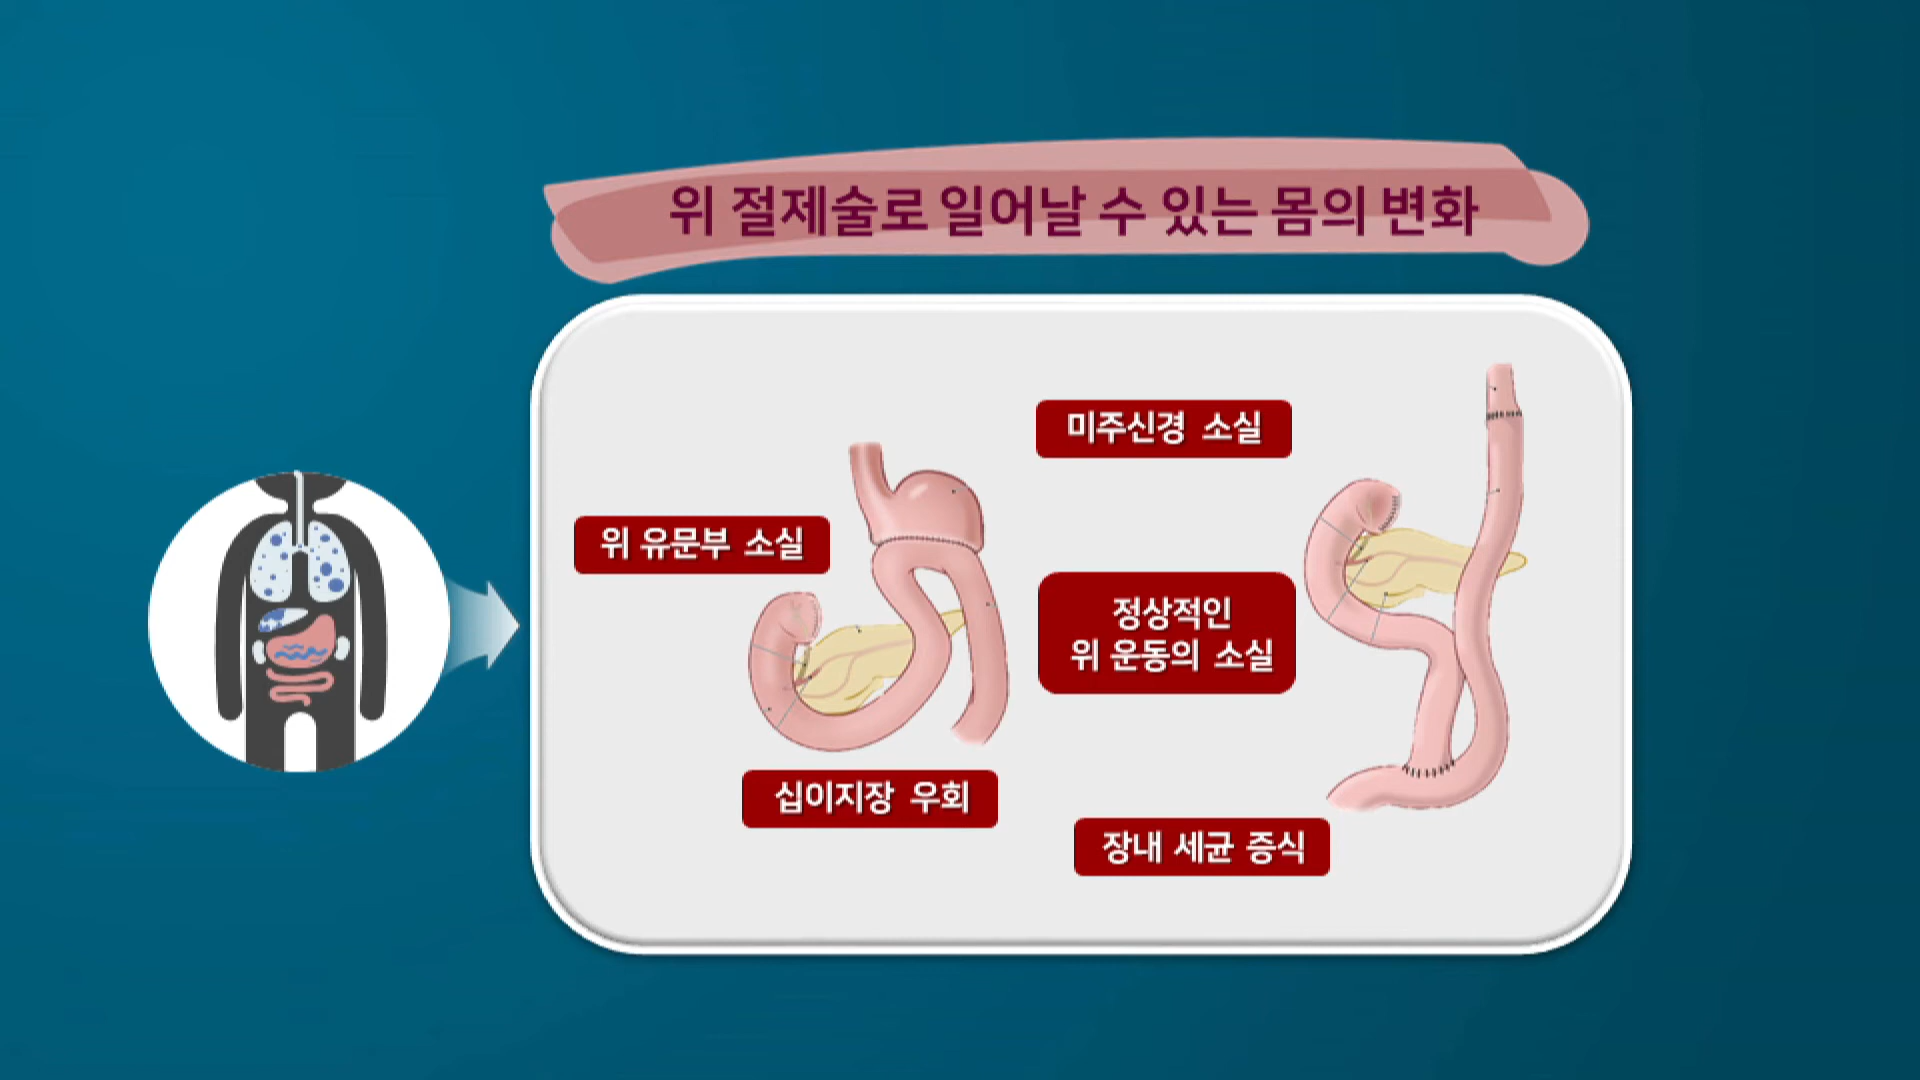 위 절제술로 일어날 수 있는 몸의 변화
미주신경 소실
위 유문부 소실
정상적인
위 운동의 소실
십이지장 우회
장내 세균 증식